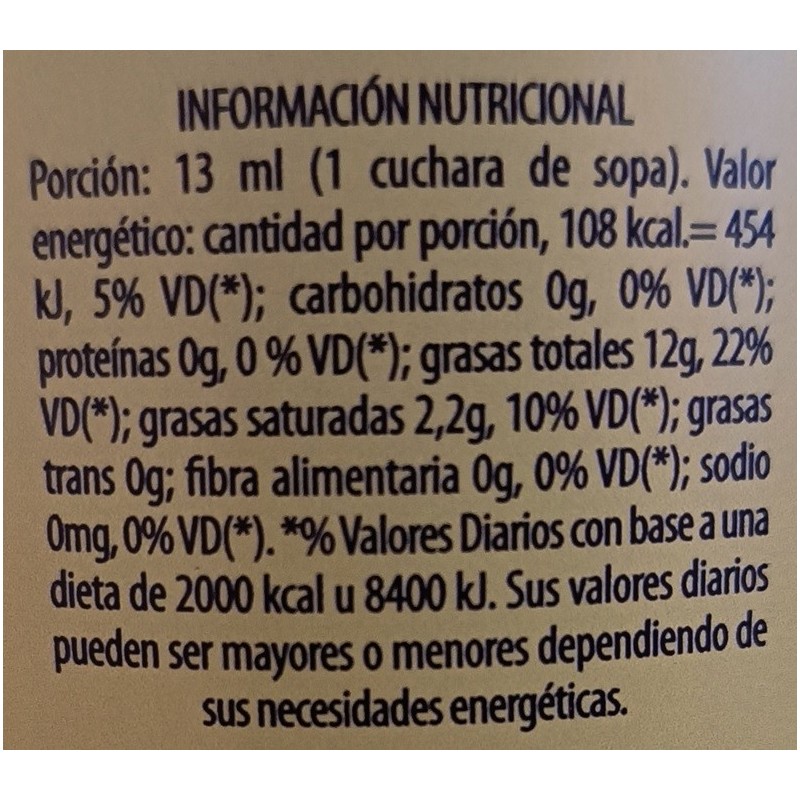 INFORMACIÓN NUTRICIONAL
Porción: 13 ml (1 cuchara de sopa). Valor
energético: cantidad por porción, 108 kcal.= 454
kJ, 5% VD(*); carbohidratos 0g, 0% VD(*);
proteínas 0g, 0 % VD(*); grasas totales 12g, 22%
VD(*); grasas saturadas 2,2g, 10% VD(*); grasas
trans 0g; fibra alimentaria 0g, 0% VD(*); sodio
0mg, 0% VD(*). *% Valores Diarios con base a una
dieta de 2000 kcal u 8400 kJ. Sus valores diarios
pueden ser mayores o menores dependiendo de
sus necesidades energéticas.